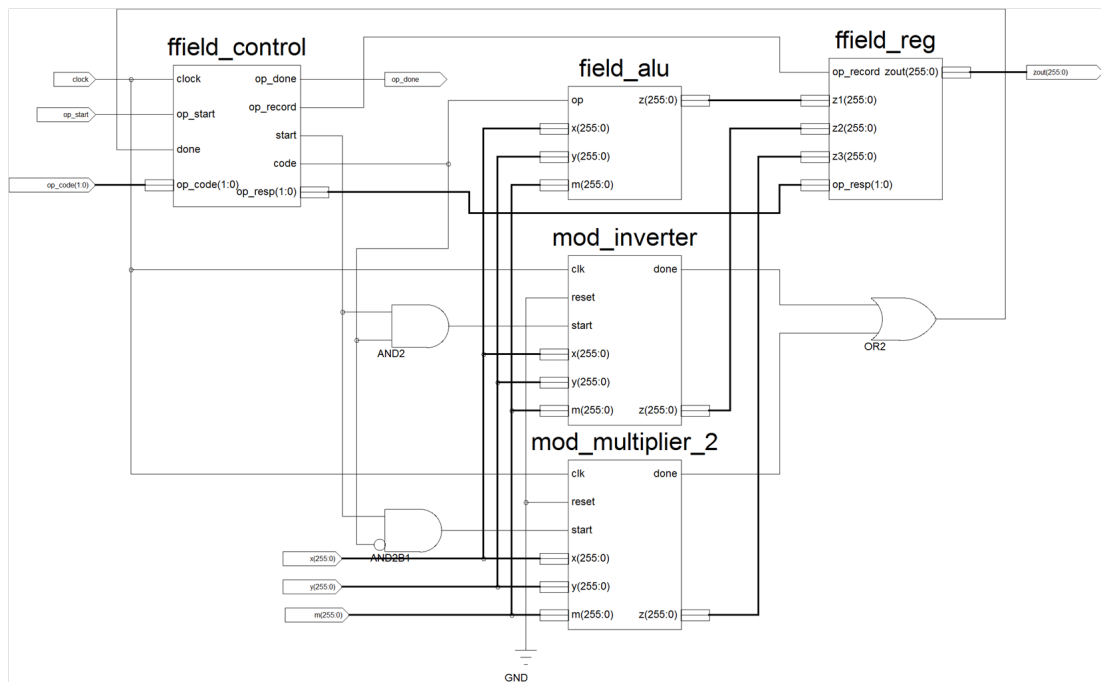 ffield_control
clock
op_start
done
op_code(1:0)
op_done
op_record
start
code
op_resp(1:0)
clock
op_start
op_code(1:0)
op_done
field_alu
op
x(255:0)
y(255:0)
m(255:0)
z(255:0)
ffield_reg
op_record
z1(255:0)
z2(255:0)
z3(255:0)
op_resp(1:0)
zout(255:0)
zout(255:0)
mod_inverter
clk
reset
start
x(255:0)
y(255:0)
m(255:0)
done
z(255:0)
AND2
OR2
mod_multiplier_2
clk
reset
start
x(255:0)
y(255:0)
m(255:0)
done
z(255:0)
AND2B1
x(255:0)
y(255:0)
m(255:0)
GND